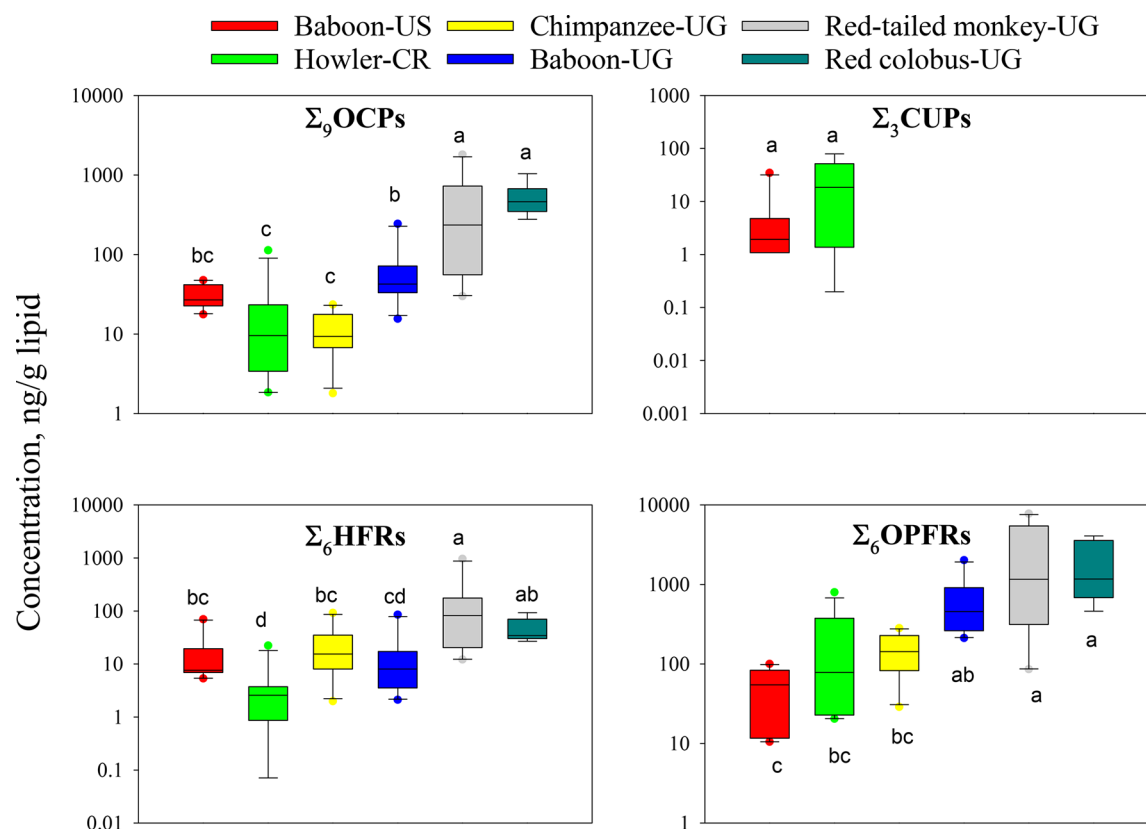 Baboon-US Chimpanzee-UG Red-tailed monkey-UG
Howler-CR Baboon-UG Red colobus-UG
Concentration, ng/g lipid
Σ₉OCPs
10000
1000
100
10
1
bc c c b a a
Σ₃CUPs
1000
100
10
1
0.1
0.01
0.001
a a
Σ₆HFRs
10000
1000
100
10
1
0.1
0.01
bc d bc cd a ab
Σ₆OPFRs
10000
1000
100
10
1
c bc bc ab a a